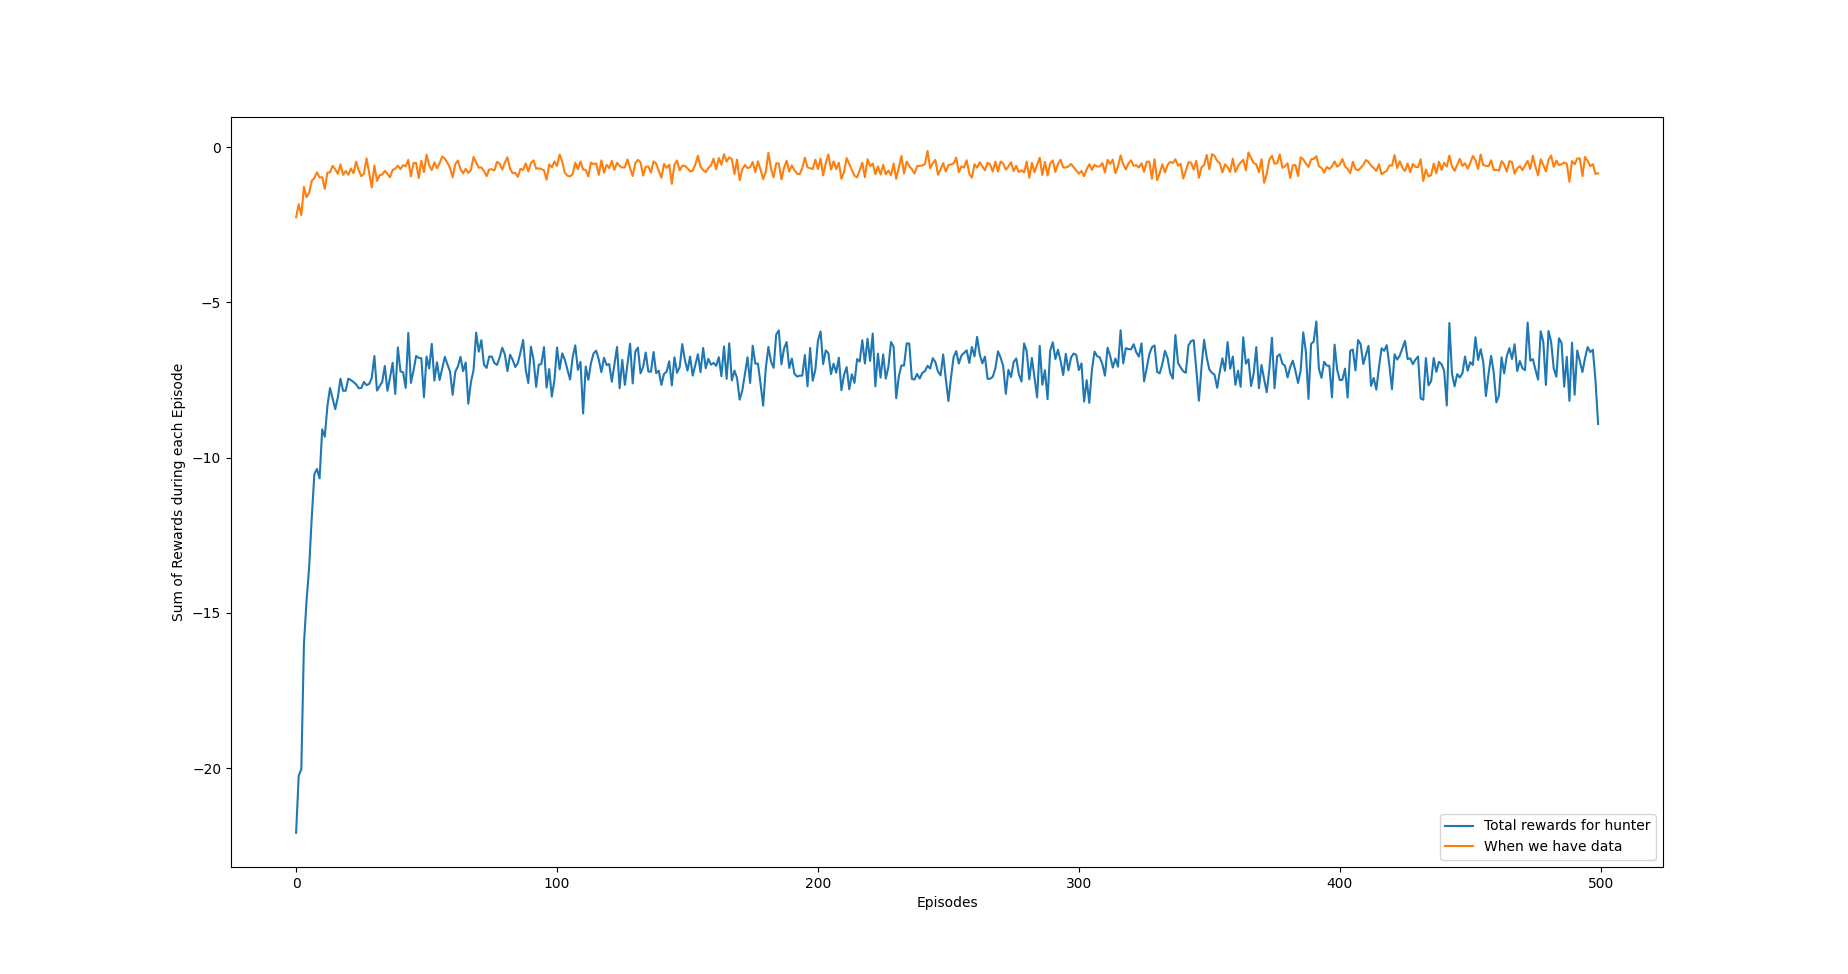 0
−5
−10
−15
−20
Sum of Rewards during each Episode
0 100 200 300 400 500
Episodes
Total rewards for hunter
When we have data